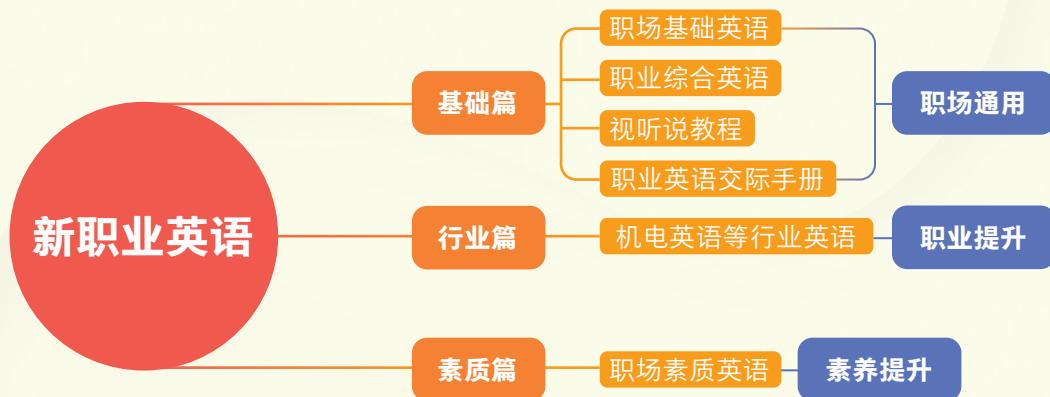 新职业英语
基础篇
职场基础英语
职业综合英语
视听说教程
职业英语交际手册
职场通用
行业篇
机电英语等行业英语
职业提升
素质篇
职场素质英语
素养提升